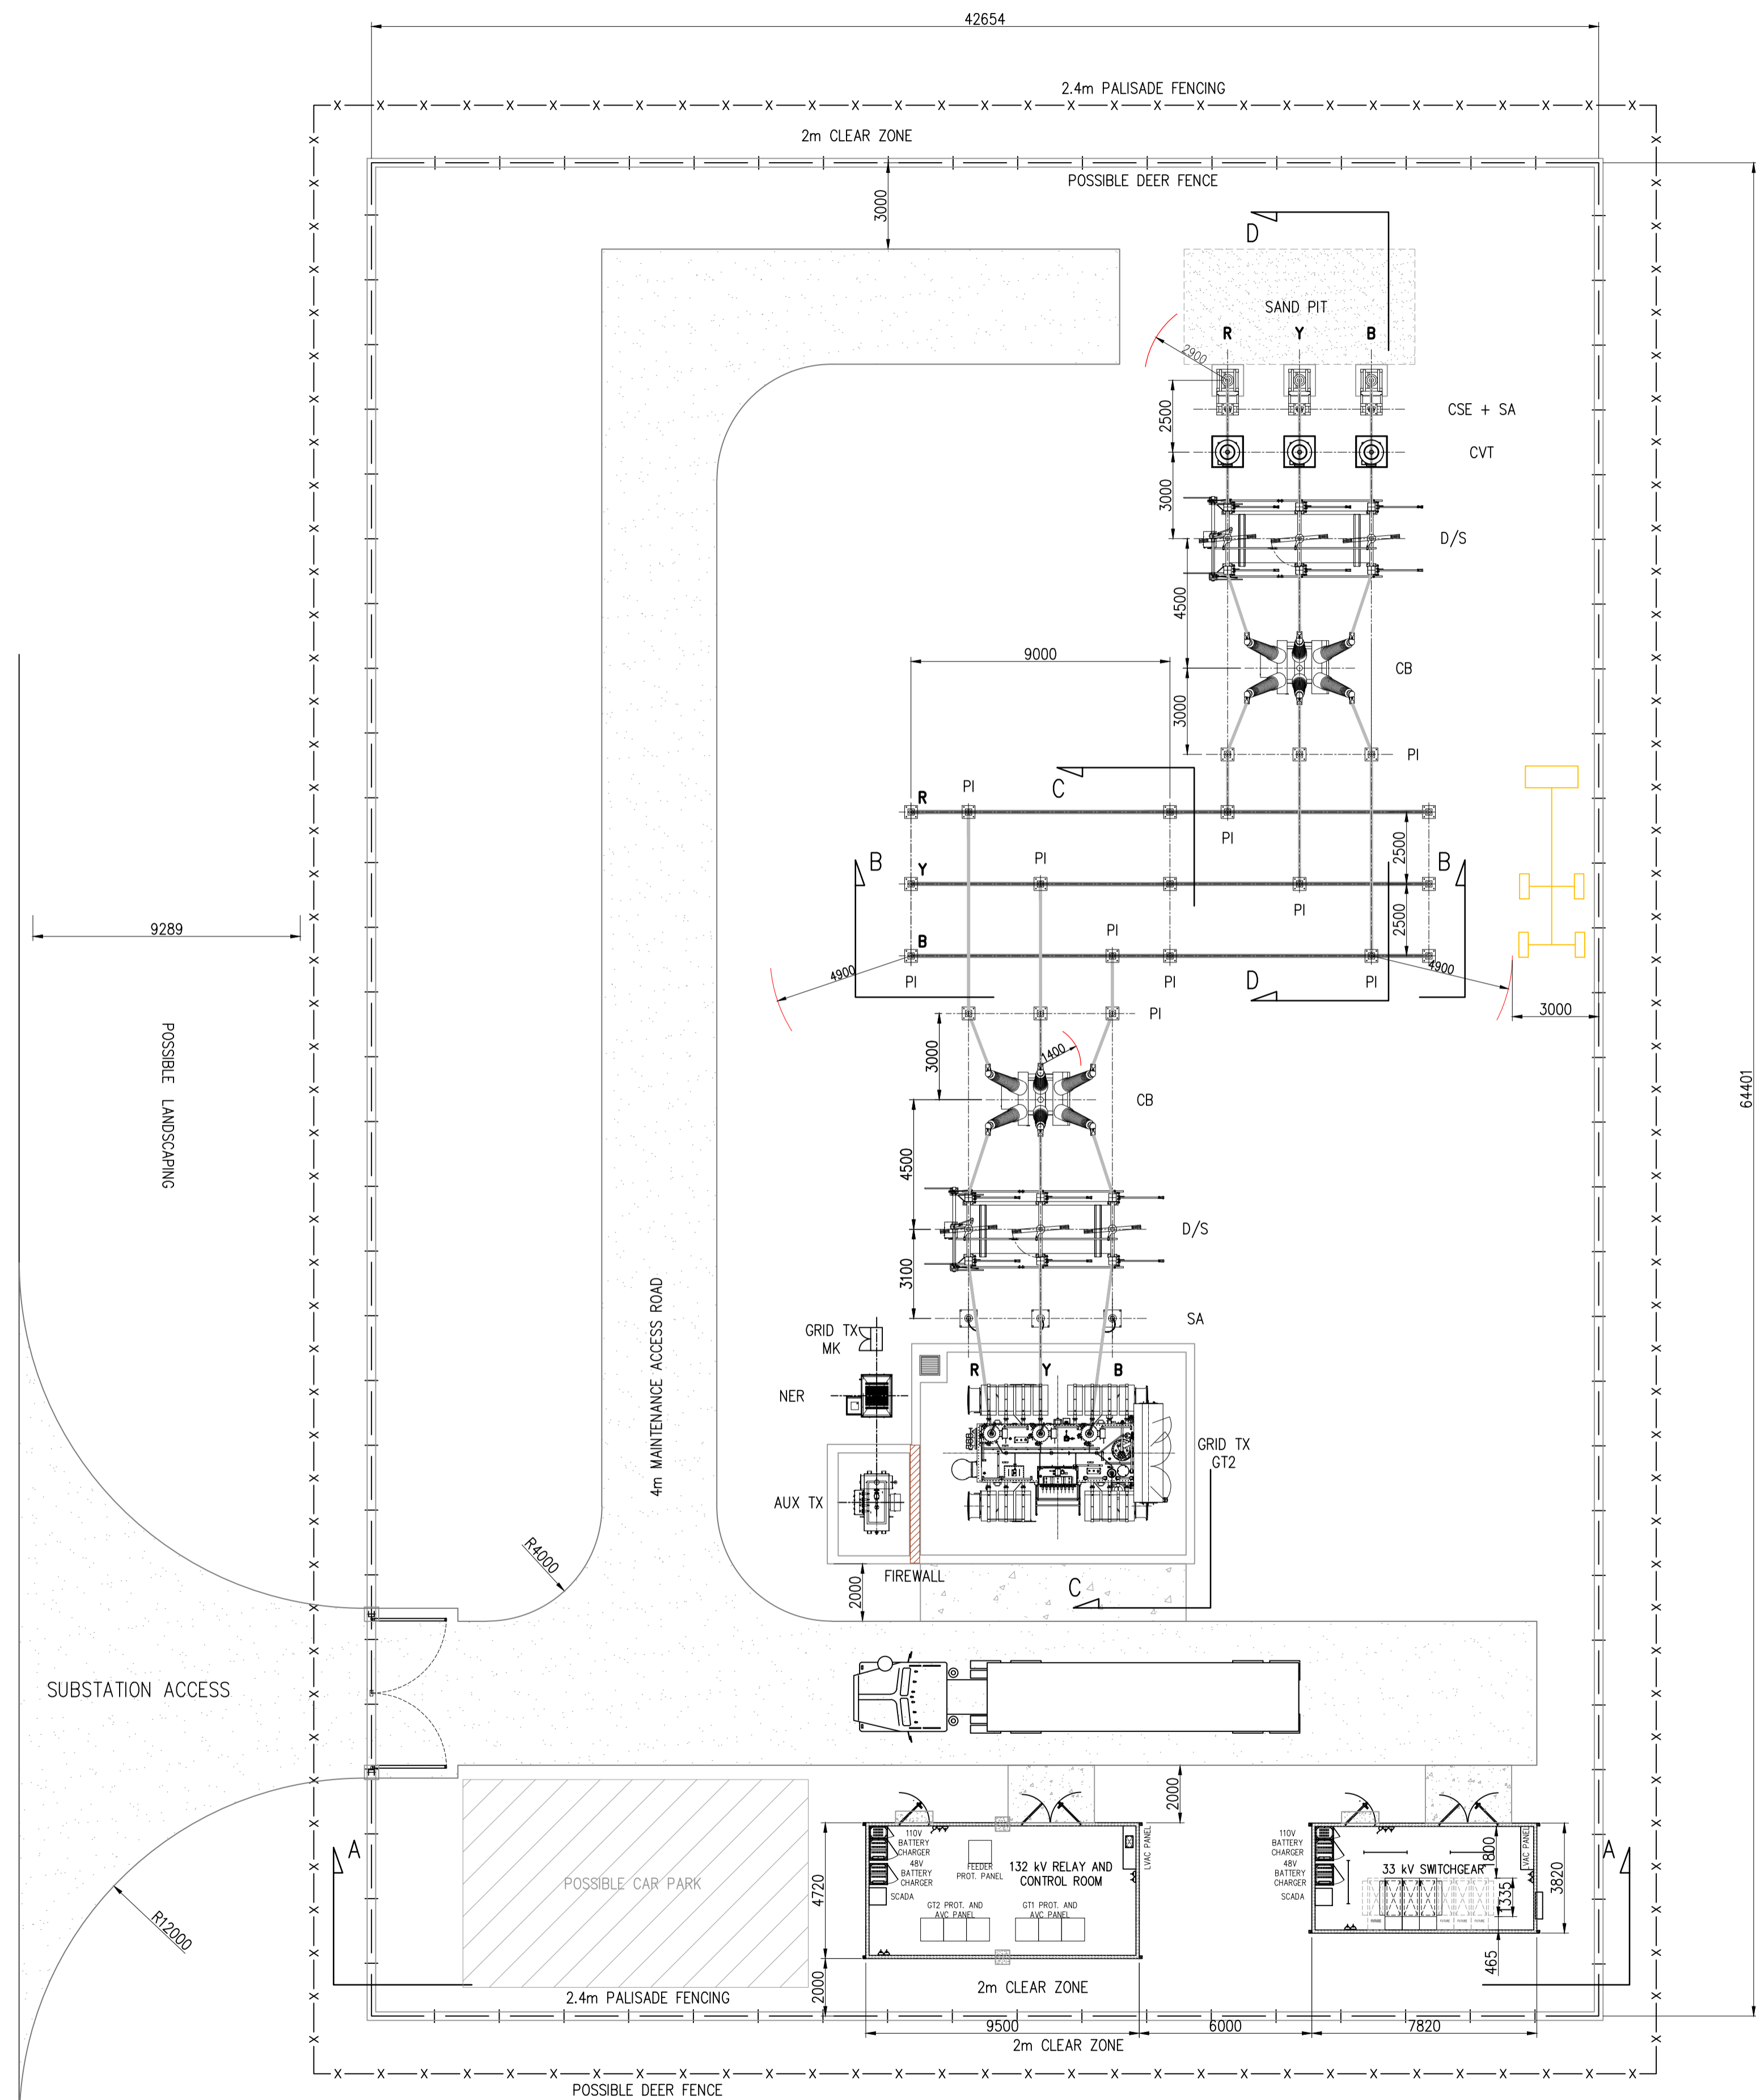 42654
2.4m PALISADE FENCING
2m CLEAR ZONE
POSSIBLE DEER FENCE
3000
D
SAND PIT
R Y B
2900
2500
CSE + SA
CVT
3000
D/S
4500
9000
CB
3000
PI
C
PI
R
PI
2500
B
Y
PI
B
PI
2500
9289
B
PI
4900
PI
PI
D
PI
4900
3000
PI
POSSIBLE LANDSCAPING
3000
1400
64401
CB
4500
D/S
3100
SA
4m MAINTENANCE ACCESS ROAD
GRID TX
MK
R Y B
NER
GRID TX
GT2
AUX TX
R4000
FIREWALL
2000
C
SUBSTATION ACCESS
2000
A
110V
BATTERY
CHARGER
48V
BATTERY
CHARGER
SCADA
FEEDER
PROT. PANEL
132 kV RELAY AND
CONTROL ROOM
LVAC PANEL
GT2 PROT. AND
AVC PANEL
GT1 PROT. AND
AVC PANEL
4720
POSSIBLE CAR PARK
110V
BATTERY
CHARGER
48V
BATTERY
CHARGER
SCADA
33 kV SWITCHGEAR
1800
LVAC PANEL
1335
FUTURE
FUTURE
FUTURE
FUTURE
3820
A
465
R12000
2000
2m CLEAR ZONE
2.4m PALISADE FENCING
9500
6000
7820
2m CLEAR ZONE
POSSIBLE DEER FENCE